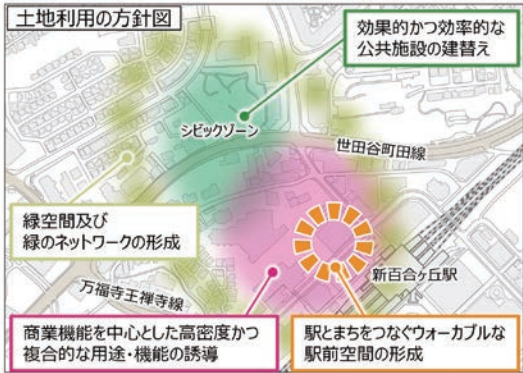 土地利用の方針図
効果的かつ効率的な
公共施設の建替え
シビックゾーン
世田谷町田線
緑空間及び
緑のネットワークの形成
新百合ヶ丘駅
万福寺王禅寺線
商業機能を中心とした高密度かつ
複合的な用途・機能の誘導
駅とまちをつなぐウォーカブルな
駅前空間の形成